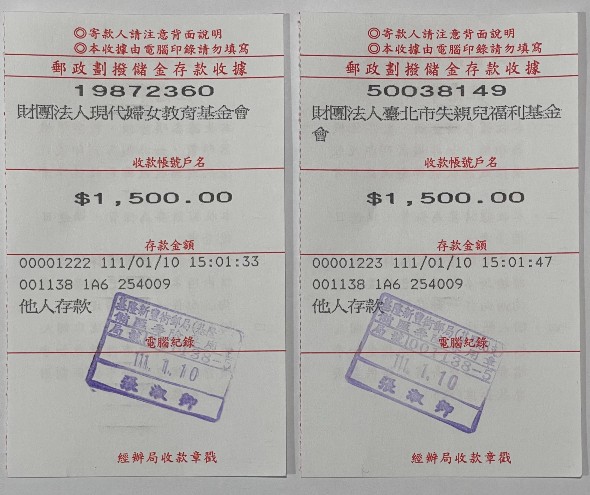 ◎寄款人請注意背面說明
◎本收據由電腦印錄請勿填寫
郵政劃撥儲金存款收據
19872360
財團法人現代婦女教育基金會
收款帳號戶名
$1,500.00
存款金額
00001222 111/01/10 15:01:33
001138 1A6 254009
他人存款
電腦紀錄
111.1.10
張淑卿
經辦局收款章戳
◎寄款人請注意背面說明
◎本收據由電腦印錄請勿填寫
郵政劃撥儲金存款收據
50038149
財團法人臺北市失親兒福利基金
會
收款帳號戶名
$1,500.00
存款金額
00001223 111/01/10 15:01:47
001138 1A6 254009
他人存款
電腦紀錄
111.1.10
張淑卿
經辦局收款章戳